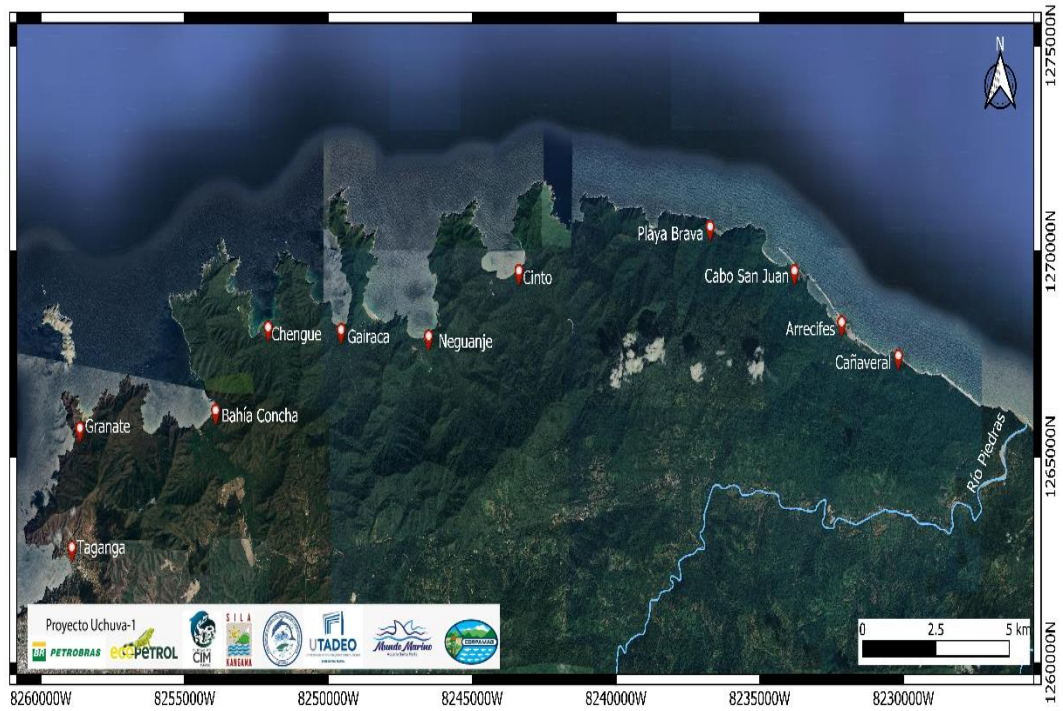 N
1275000N
Playa Brava
Cinto
Cabo San Juan
1270000N
Chengue
Gairaca
Neguanje
Arrecifes
Cañaveral
Bahía Concha
Granate
Río Piedras
1265000N
Taganga
Proyecto Uchuva-1
BR PETROBRAS
ecoPETROL
CIM
SILA
KANGAMA
UTADEO
Mundo Marino
CORPAMAG
0 2.5 5 km
1260000N
8260000W 8255000W 8250000W 8245000W 8240000W 8235000W 8230000W